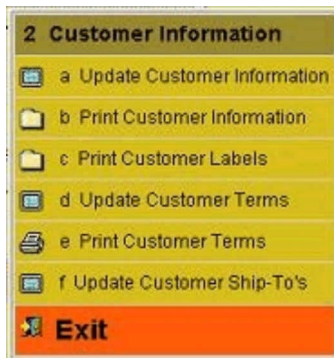 2 Customer Information
a Update Customer Information
b Print Customer Information
c Print Customer Labels
d Update Customer Terms
e Print Customer Terms
f Update Customer Ship-To's
Exit